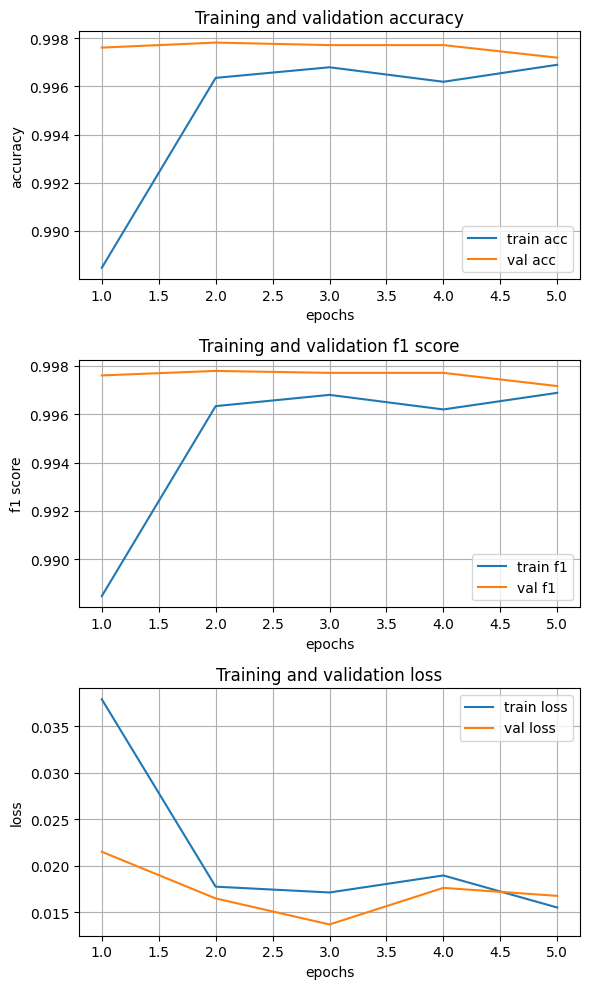 Training and validation accuracy
accuracy
0.998
0.996
0.994
0.992
0.990
train acc
val acc
1.0 1.5 2.0 2.5 3.0 3.5 4.0 4.5 5.0
epochs
Training and validation f1 score
f1 score
0.998
0.996
0.994
0.992
0.990
train f1
val f1
1.0 1.5 2.0 2.5 3.0 3.5 4.0 4.5 5.0
epochs
Training and validation loss
loss
train loss
val loss
0.035
0.030
0.025
0.020
0.015
1.0 1.5 2.0 2.5 3.0 3.5 4.0 4.5 5.0
epochs